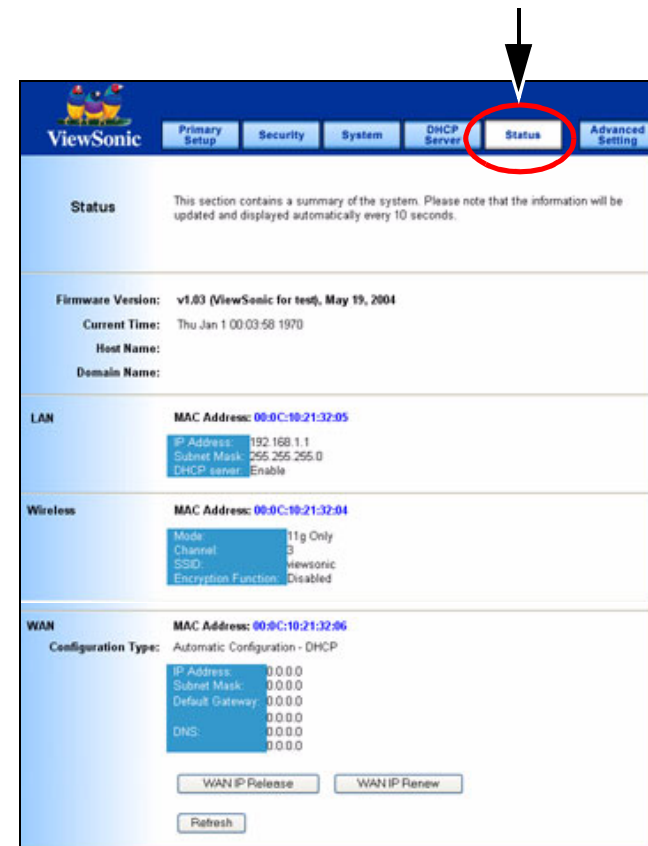 ViewSonic
Primary Setup
Security
System
DHCP Server
Status
Advanced Setting
Status
This section contains a summary of the system. Please note that the information will be
updated and displayed automatically every 10 seconds.
Firmware Version: v1.03 (ViewSonic for test), May 19, 2004
Current Time: Thu Jan 1 00:03:58 1970
Host Name:
Domain Name:
LAN
MAC Address: 00:0C:10:21:32:05
IP Address: 192.168.1.1
Subnet Mask: 255.255.255.0
DHCP server: Enable
Wireless
MAC Address: 00:0C:10:21:32:04
Mode: 11g Only
Channel: 3
SSID: viewsonic
Encryption Function: Disabled
WAN
MAC Address: 00:0C:10:21:32:06
Configuration Type: Automatic Configuration - DHCP
IP Address: 0.0.0.0
Subnet Mask: 0.0.0.0
Default Gateway: 0.0.0.0
0.0.0.0
DNS: 0.0.0.0
0.0.0.0
WAN IP Release
WAN IP Renew
Refresh